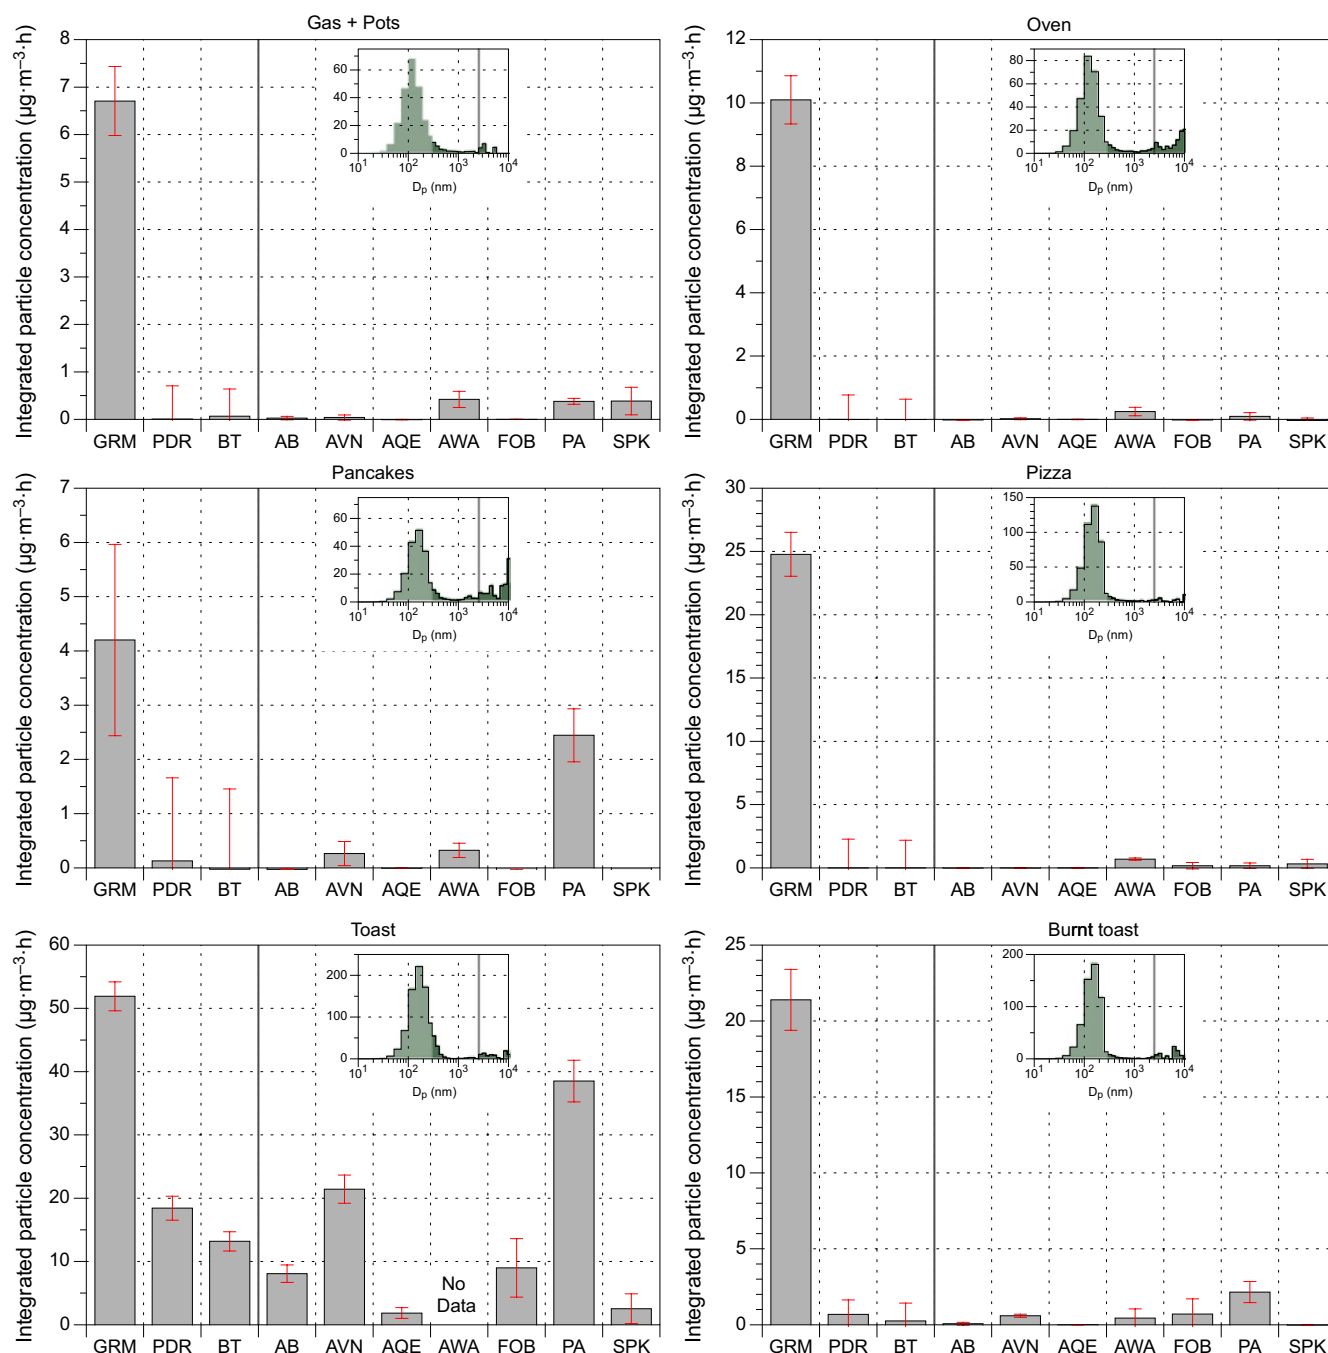 Gas + Pots
Integrated particle concentration (µg·m⁻³·h)
8
7
6
5
4
3
2
1
0
60
40
20
0
10¹ 10² 10³ 10⁴
Dₚ (nm)
GRM PDR BT AB AVN AQE AWA FOB PA SPK
Oven
Integrated particle concentration (µg·m⁻³·h)
12
10
8
6
4
2
0
80
60
40
20
0
10¹ 10² 10³ 10⁴
Dₚ (nm)
GRM PDR BT AB AVN AQE AWA FOB PA SPK
Pancakes
Integrated particle concentration (µg·m⁻³·h)
7
6
5
4
3
2
1
0
60
40
20
0
10¹ 10² 10³ 10⁴
Dₚ (nm)
GRM PDR BT AB AVN AQE AWA FOB PA SPK
Pizza
Integrated particle concentration (µg·m⁻³·h)
30
25
20
15
10
5
0
150
100
50
0
10¹ 10² 10³ 10⁴
Dₚ (nm)
GRM PDR BT AB AVN AQE AWA FOB PA SPK
Toast
Integrated particle concentration (µg·m⁻³·h)
60
50
40
30
20
10
0
200
100
0
10¹ 10² 10³ 10⁴
Dₚ (nm)
No
Data
GRM PDR BT AB AVN AQE AWA FOB PA SPK
Burnt toast
Integrated particle concentration (µg·m⁻³·h)
25
20
15
10
5
0
200
100
0
10¹ 10² 10³ 10⁴
Dₚ (nm)
GRM PDR BT AB AVN AQE AWA FOB PA SPK